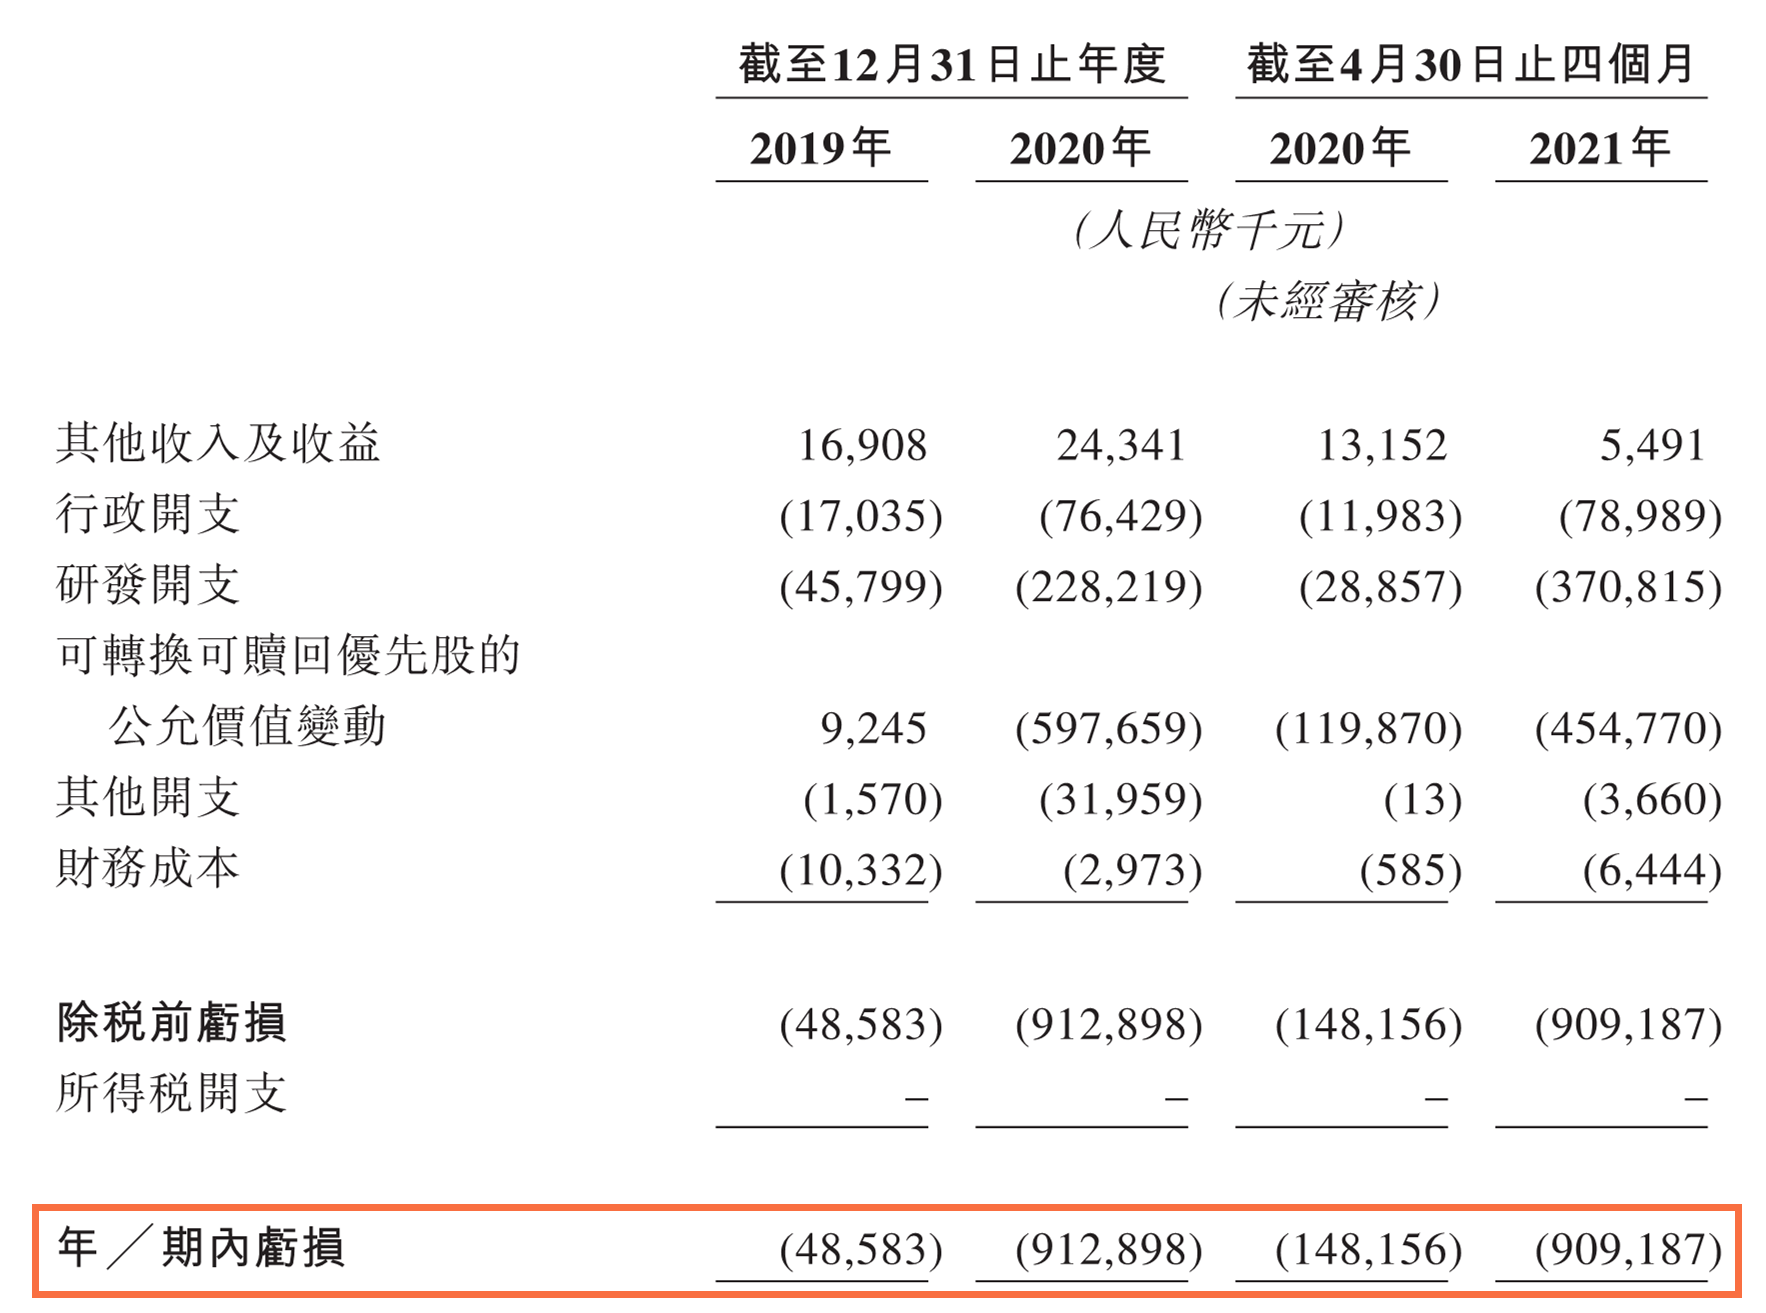 截至12月31日止年度 截至4月30日止四個月
2019年 2020年 2020年 2021年
(人民幣千元)
(未經審核)
其他收入及收益 16,908 24,341 13,152 5,491
行政開支 (17,035) (76,429) (11,983) (78,989)
研發開支 (45,799) (228,219) (28,857) (370,815)
可轉換可贖回優先股的
公允價值變動 9,245 (597,659) (119,870) (454,770)
其他開支 (1,570) (31,959) (13) (3,660)
財務成本 (10,332) (2,973) (585) (6,444)
除稅前虧損 (48,583) (912,898) (148,156) (909,187)
所得稅開支 – – – –
年╱期內虧損 (48,583) (912,898) (148,156) (909,187)